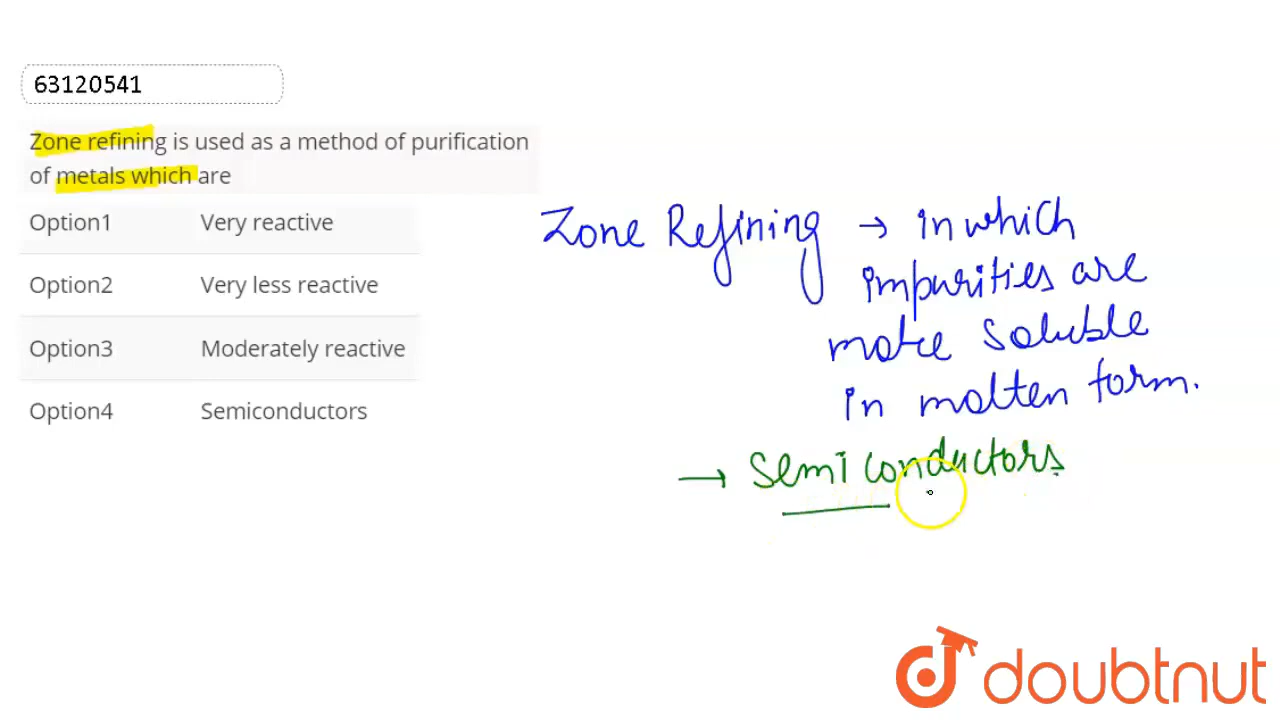 63120541
Zone refining is used as a method of purification
of metals which are
Option1 Very reactive
Option2 Very less reactive
Option3 Moderately reactive
Option4 Semiconductors
Zone Refining → in which
impurities are
make soluble
in molten form.
→ Semiconductors
doubtnut